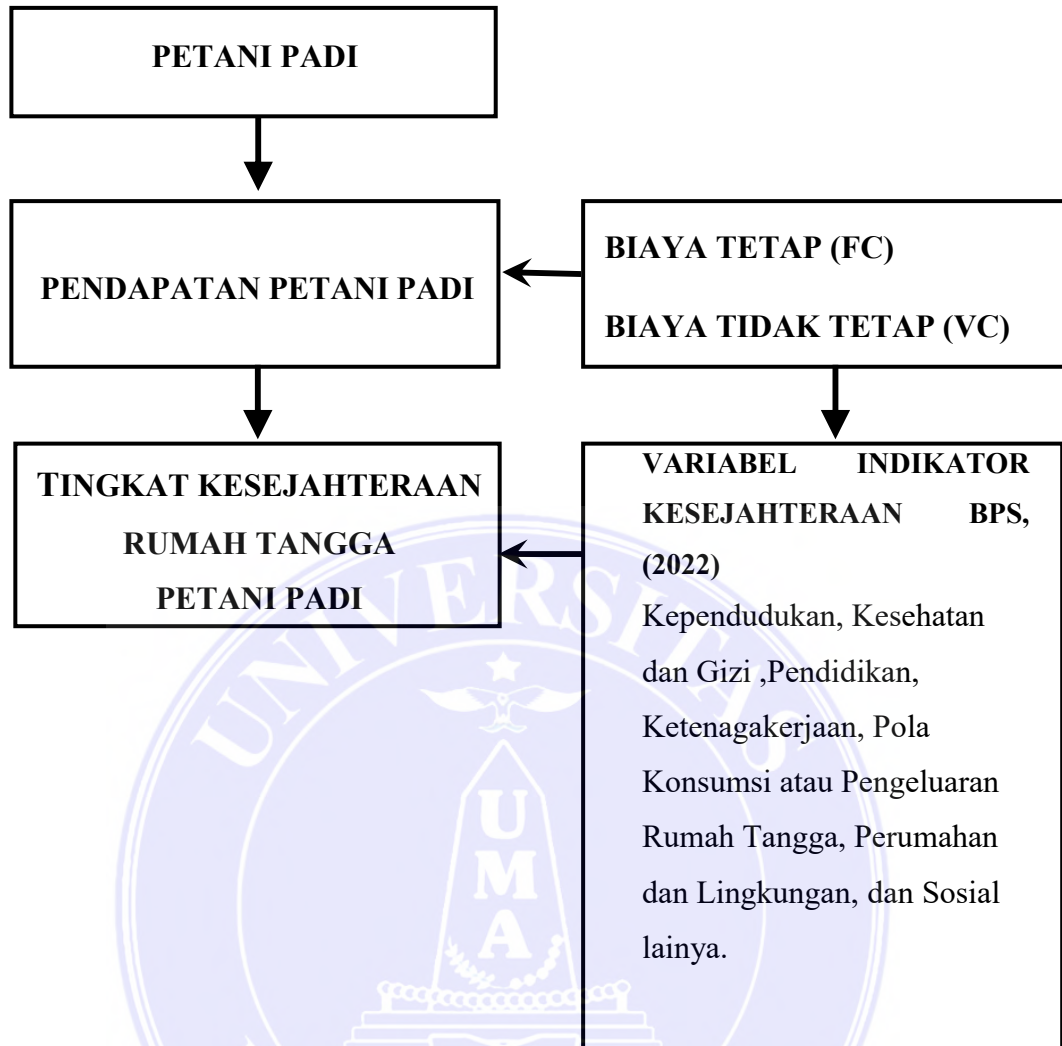 PETANI PADI
PENDAPATAN PETANI PADI
BIAYA TETAP (FC)
BIAYA TIDAK TETAP (VC)
TINGKAT KESEJAHTERAAN
RUMAH TANGGA
PETANI PADI
VARIABEL INDIKATOR
KESEJAHTERAAN BPS,
(2022)
Kependudukan, Kesehatan
dan Gizi ,Pendidikan,
Ketenagakerjaan, Pola
Konsumsi atau Pengeluaran
Rumah Tangga, Perumahan
dan Lingkungan, dan Sosial
lainya.
UNIVERSITAS
U
M
A